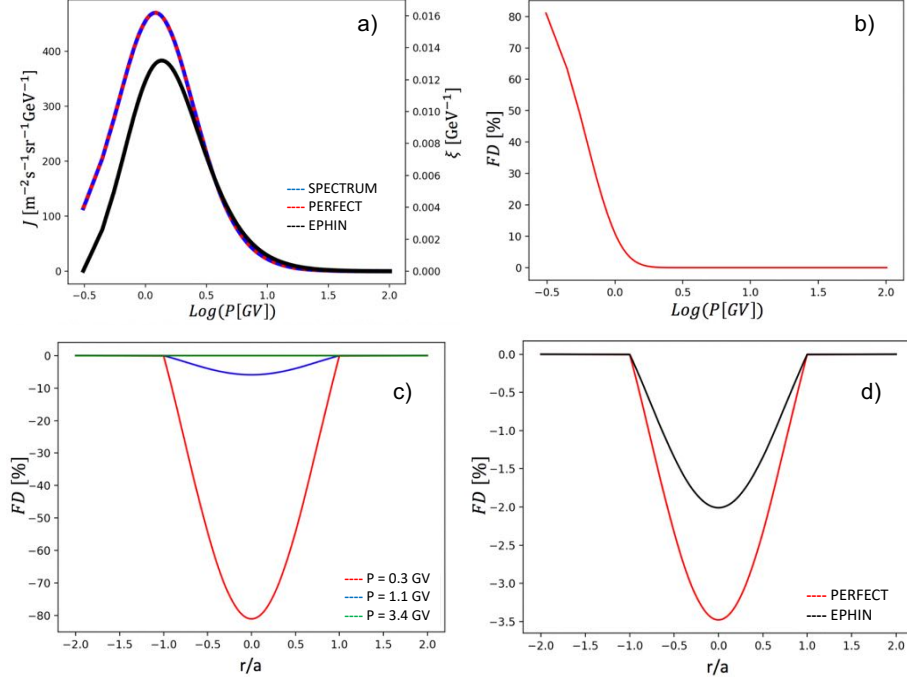 a)
J [m⁻²s⁻¹sr⁻¹GeV⁻¹]
400
300
200
100
0
0.016
0.014
0.012
0.010
0.008
0.006
0.004
0.002
0.000
ξ [GeV⁻¹]
SPECTRUM
PERFECT
EPHIN
−0.5 0.0 0.5 1.0 1.5 2.0
Log(P[GV])
b)
FD [%]
80
70
60
50
40
30
20
10
0
−0.5 0.0 0.5 1.0 1.5 2.0
Log(P[GV])
c)
FD [%]
0
−10
−20
−30
−40
−50
−60
−70
−80
P = 0.3 GV
P = 1.1 GV
P = 3.4 GV
−2.0 −1.5 −1.0 −0.5 0.0 0.5 1.0 1.5 2.0
r/a
d)
FD [%]
0.0
−0.5
−1.0
−1.5
−2.0
−2.5
−3.0
−3.5
PERFECT
EPHIN
−2.0 −1.5 −1.0 −0.5 0.0 0.5 1.0 1.5 2.0
r/a